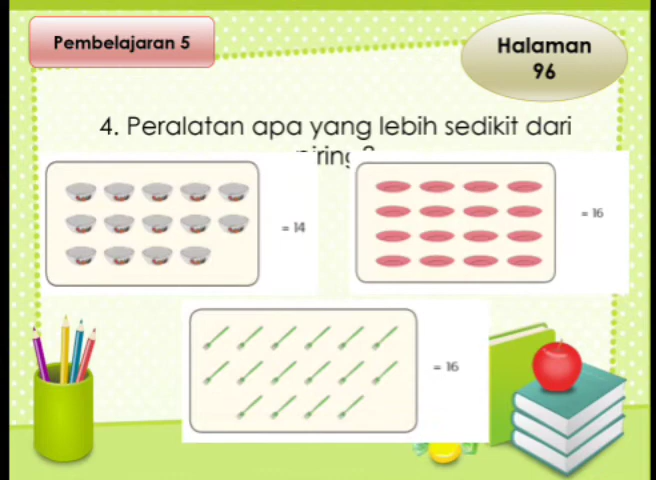 Pembelajaran 5
Halaman
96
4. Peralatan apa yang lebih sedikit dari
= 14
= 16
= 16